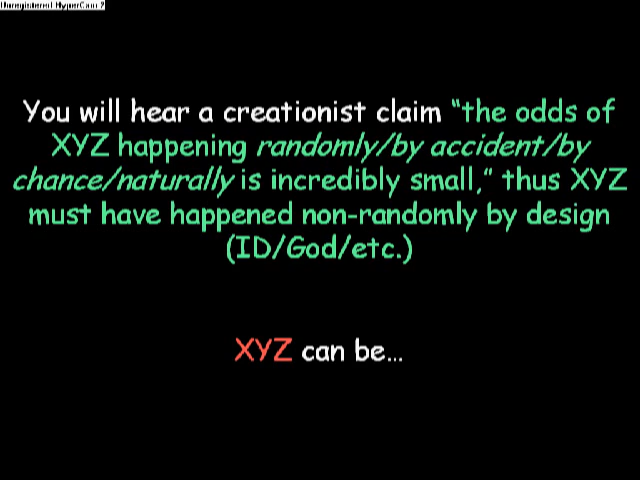 Unregistered HyperCam 2
You will hear a creationist claim “the odds of
XYZ happening randomly/by accident/by
chance/naturally is incredibly small,” thus XYZ
must have happened non-randomly by design
(ID/God/etc.)
XYZ can be…